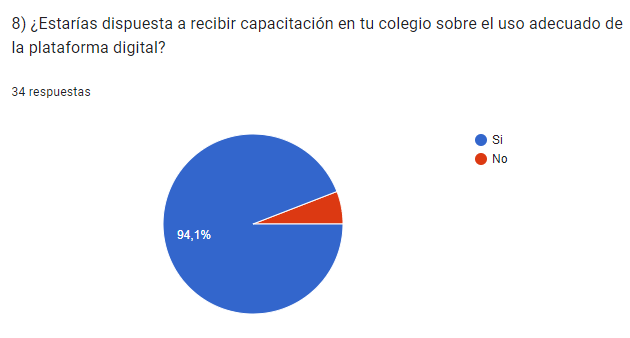 8) ¿Estarías dispuesta a recibir capacitación en tu colegio sobre el uso adecuado de
la plataforma digital?
34 respuestas
Si
No
94,1%